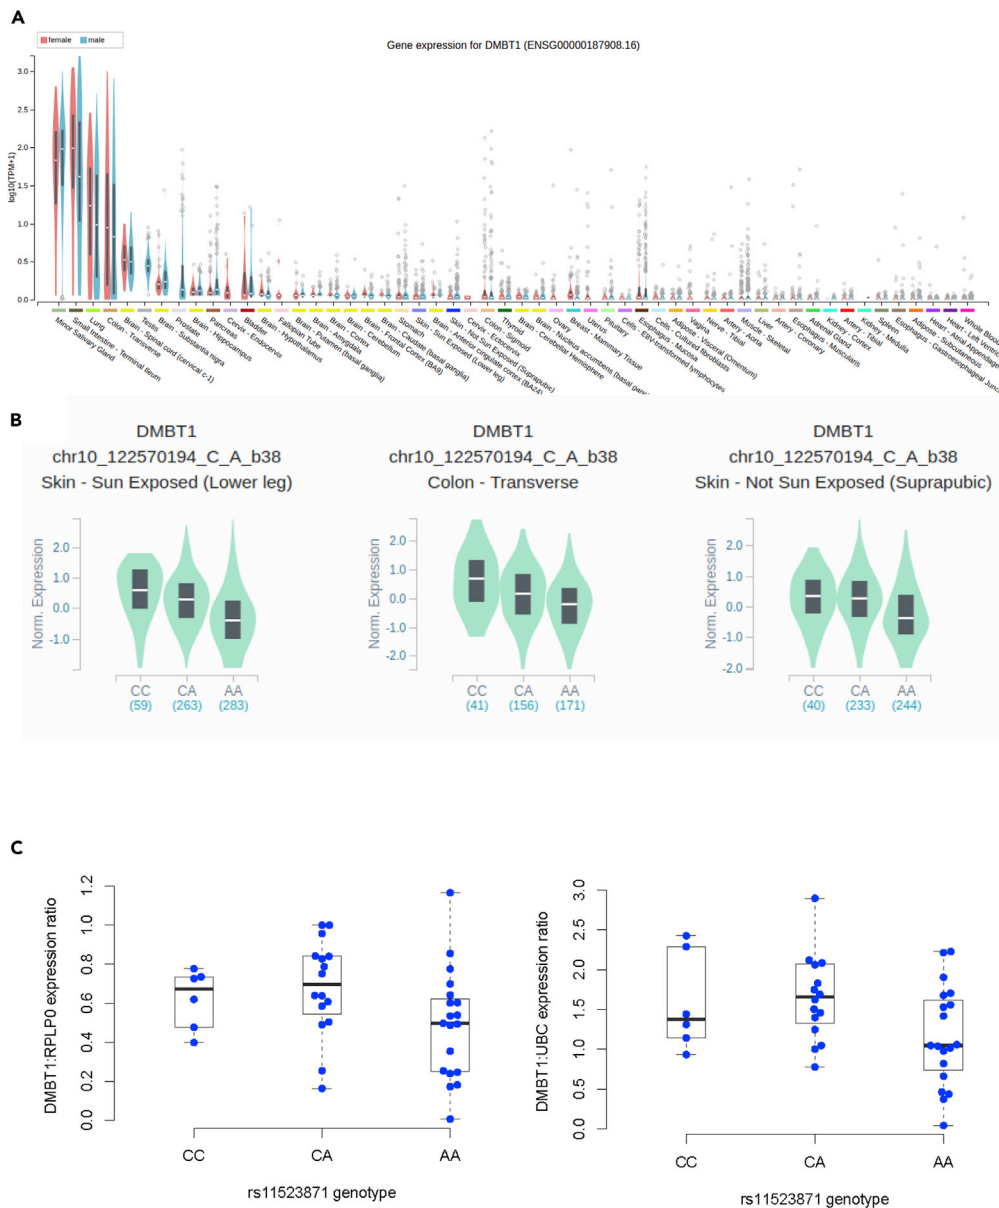 A
female male
Gene expression for DMBT1 (ENSG00000187908.16)
log10(TPM+1)
3.0
2.5
2.0
1.5
1.0
0.5
0.0
Minor Salivary Gland
Small Intestine - Terminal Ileum
Lung
Colon - Transverse
Brain - Spinal cord (cervical c-1)
Testis
Brain - Substantia nigra
Prostate
Brain - Hippocampus
Pancreas
Cervix - Endocervix
Bladder
Brain - Hypothalamus
Fallopian Tube
Brain - Putamen (basal ganglia)
Brain - Amygdala
Brain - Cortex
Brain - Cerebellum
Brain - Frontal Cortex (BA9)
Brain - Caudate (basal ganglia)
Stomach
Skin - Sun Exposed (Lower leg)
Brain - Anterior cingulate cortex (BA24)
Skin - Not Sun Exposed (Suprapubic)
Cervix - Ectocervix
Colon - Sigmoid
Thyroid
Brain - Cerebellar Hemisphere
Brain - Nucleus accumbens (basal gang
Ovary
Breast - Mammary Tissue
Uterus
Pituitary
Cells - EBV-transformed lymphocytes
Esophagus - Mucosa
Cells - Cultured fibroblasts
Adipose - Visceral (Omentum)
Vagina
Nerve - Tibial
Artery - Aorta
Muscle - Skeletal
Liver
Artery - Coronary
Esophagus - Muscularis
Adrenal Gland
Kidney - Cortex
Artery - Tibial
Kidney - Medulla
Spleen
Esophagus - Gastroesophageal Junc
Adipose - Subcutaneous
Heart - Atrial Appendage
Heart - Left Ventric
Whole Blood
B
DMBT1
chr10_122570194_C_A_b38
Skin - Sun Exposed (Lower leg)
Norm. Expression
2.0
1.0
0.0
-1.0
CC CA AA
(59) (263) (283)
DMBT1
chr10_122570194_C_A_b38
Colon - Transverse
Norm. Expression
2.0
1.0
0.0
-1.0
-2.0
CC CA AA
(41) (156) (171)
DMBT1
chr10_122570194_C_A_b38
Skin - Not Sun Exposed (Suprapubic)
Norm. Expression
2.0
1.0
0.0
-1.0
-2.0
CC CA AA
(40) (233) (244)
C
DMBT1:RPLP0 expression ratio
1.2
1.0
0.8
0.6
0.4
0.2
0.0
CC CA AA
rs11523871 genotype
DMBT1:UBC expression ratio
3.0
2.5
2.0
1.5
1.0
0.5
0.0
CC CA AA
rs11523871 genotype